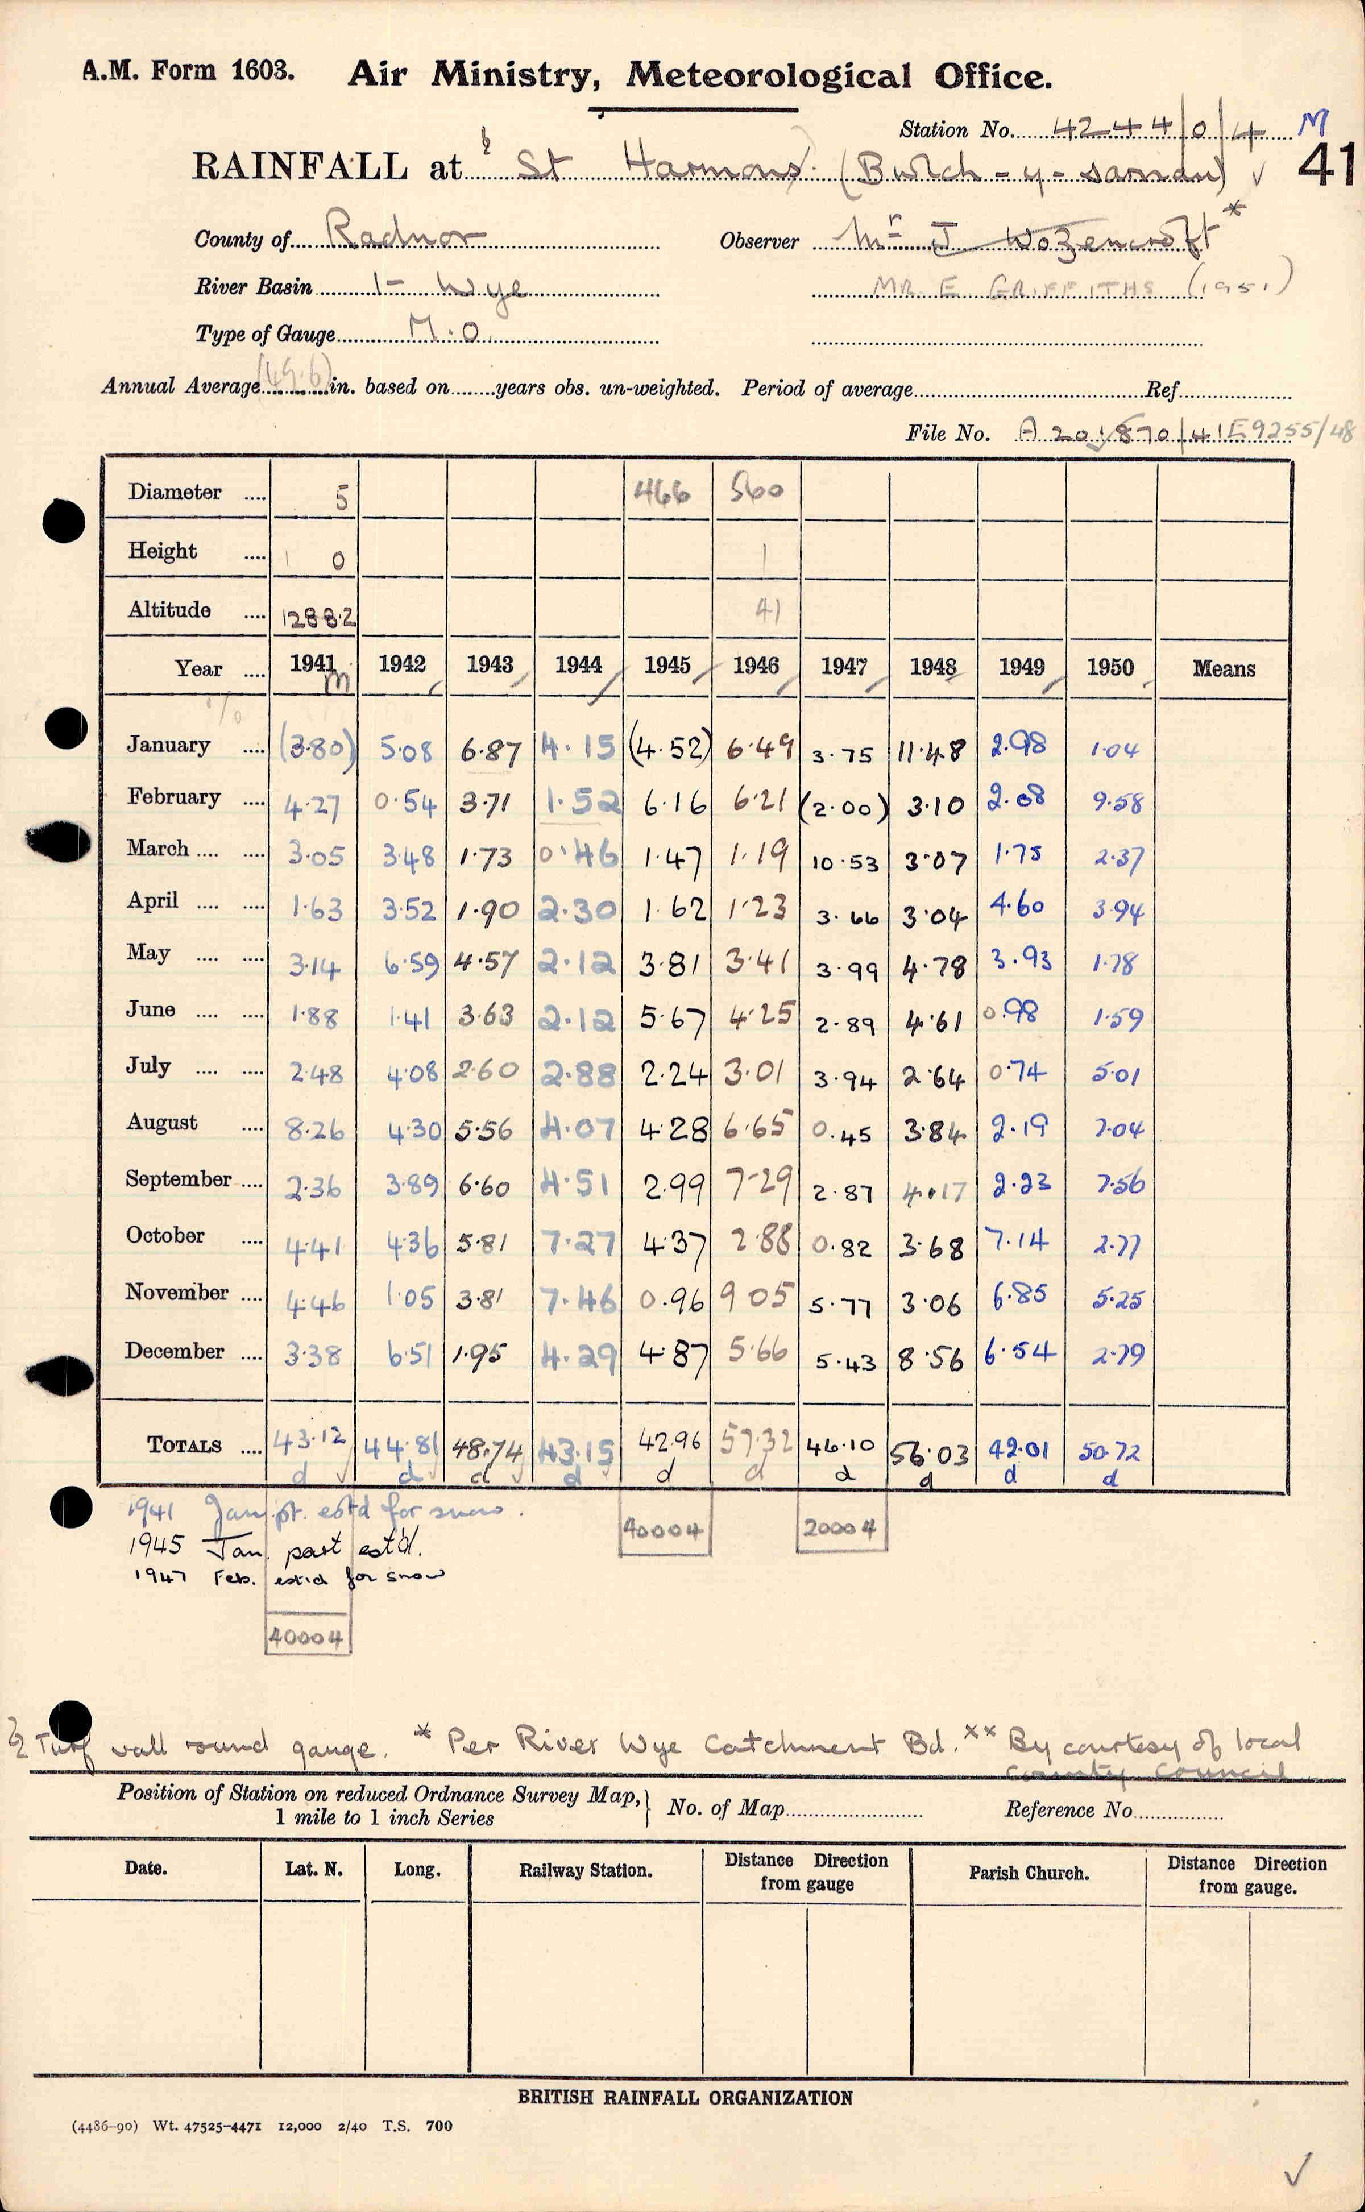 A.M. Form 1603. Air Ministry, Meteorological Office.
Station No. 4244/0/4 M
RAINFALL at St Harmons (Bwlch-y-sarnau) ✓ 41
County of Radnor Observer Mr J Wozencroft *
River Basin 1- Wye MR. E GRIFFITHS (1951)
Type of Gauge M.O
Annual Average (49.6) in. based on years obs. un-weighted. Period of average Ref
File No. A 201870/41 E9255/48
Diameter 5 466 560
Height 1 0 1
Altitude 1288.2 41
Year 1941 m 1942 1943 1944 1945 1946 1947 1948 1949 1950 Means
January (3.80) 5.08 6.87 4.15 (4.52) 6.49 3.75 11.48 2.98 1.04
February 4.27 0.54 3.71 1.52 6.16 6.21 (2.00) 3.10 2.08 9.58
March 3.05 3.48 1.73 0.46 1.47 1.19 10.53 3.07 1.75 2.37
April 1.63 3.52 1.90 2.30 1.62 1.23 3.66 3.04 4.60 3.94
May 3.14 6.59 4.57 2.12 3.81 3.41 3.99 4.78 3.93 1.78
June 1.88 1.41 3.63 2.12 5.67 4.25 2.89 4.61 0.98 1.59
July 2.48 4.08 2.60 2.88 2.24 3.01 3.94 2.64 0.74 5.01
August 8.26 4.30 5.56 4.07 4.28 6.65 0.45 3.84 2.19 7.04
September 2.36 3.89 6.60 4.51 2.99 7.29 2.87 4.17 2.23 7.56
October 4.41 4.36 5.81 7.27 4.37 2.88 0.82 3.68 7.14 2.77
November 4.46 1.05 3.81 7.46 0.96 9 05 5.77 3.06 6.85 5.25
December 3.38 6.51 1.95 4.29 4.87 5.66 5.43 8.56 6.54 2.79
TOTALS 43.12 44.81 48.74 43.15 42.96 57.32 46.10 56.03 42.01 50.72
d d d d d d d d d d
1941 Jan pt. est'd for snow.
1945 Jan. part est'd. 40004 20004
1947 Feb. est'd for snow
40004
Turf wall round gauge. * Per River Wye Catchment Bd. ** By courtesy of local
County Council
Position of Station on reduced Ordnance Survey Map, 1 mile to 1 inch Series No. of Map Reference No.
Date. Lat. N. Long. Railway Station. Distance Direction from gauge Parish Church. Distance Direction from gauge.
BRITISH RAINFALL ORGANIZATION
(4486-90) Wt. 47525-4471 12,000 2/40 T.S. 700